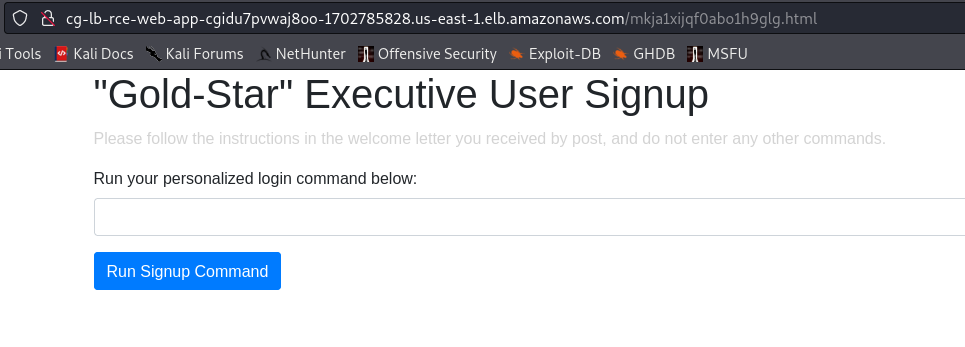 cg-lb-rce-web-app-cgidu7pvwaj8oo-1702785828.us-east-1.elb.amazonaws.com/mkja1xijqf0abo1h9glg.html
i Tools Kali Docs Kali Forums NetHunter Offensive Security Exploit-DB GHDB MSFU
"Gold-Star" Executive User Signup
Please follow the instructions in the welcome letter you received by post, and do not enter any other commands.
Run your personalized login command below:
Run Signup Command